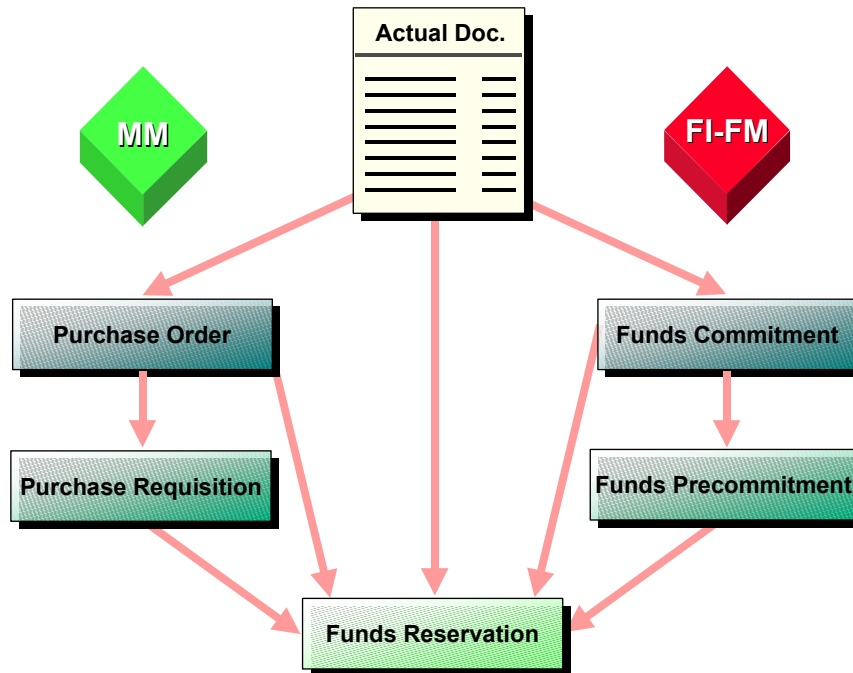 Actual Doc.
MM
FI-FM
Purchase Order
Funds Commitment
Purchase Requisition
Funds Precommitment
Funds Reservation